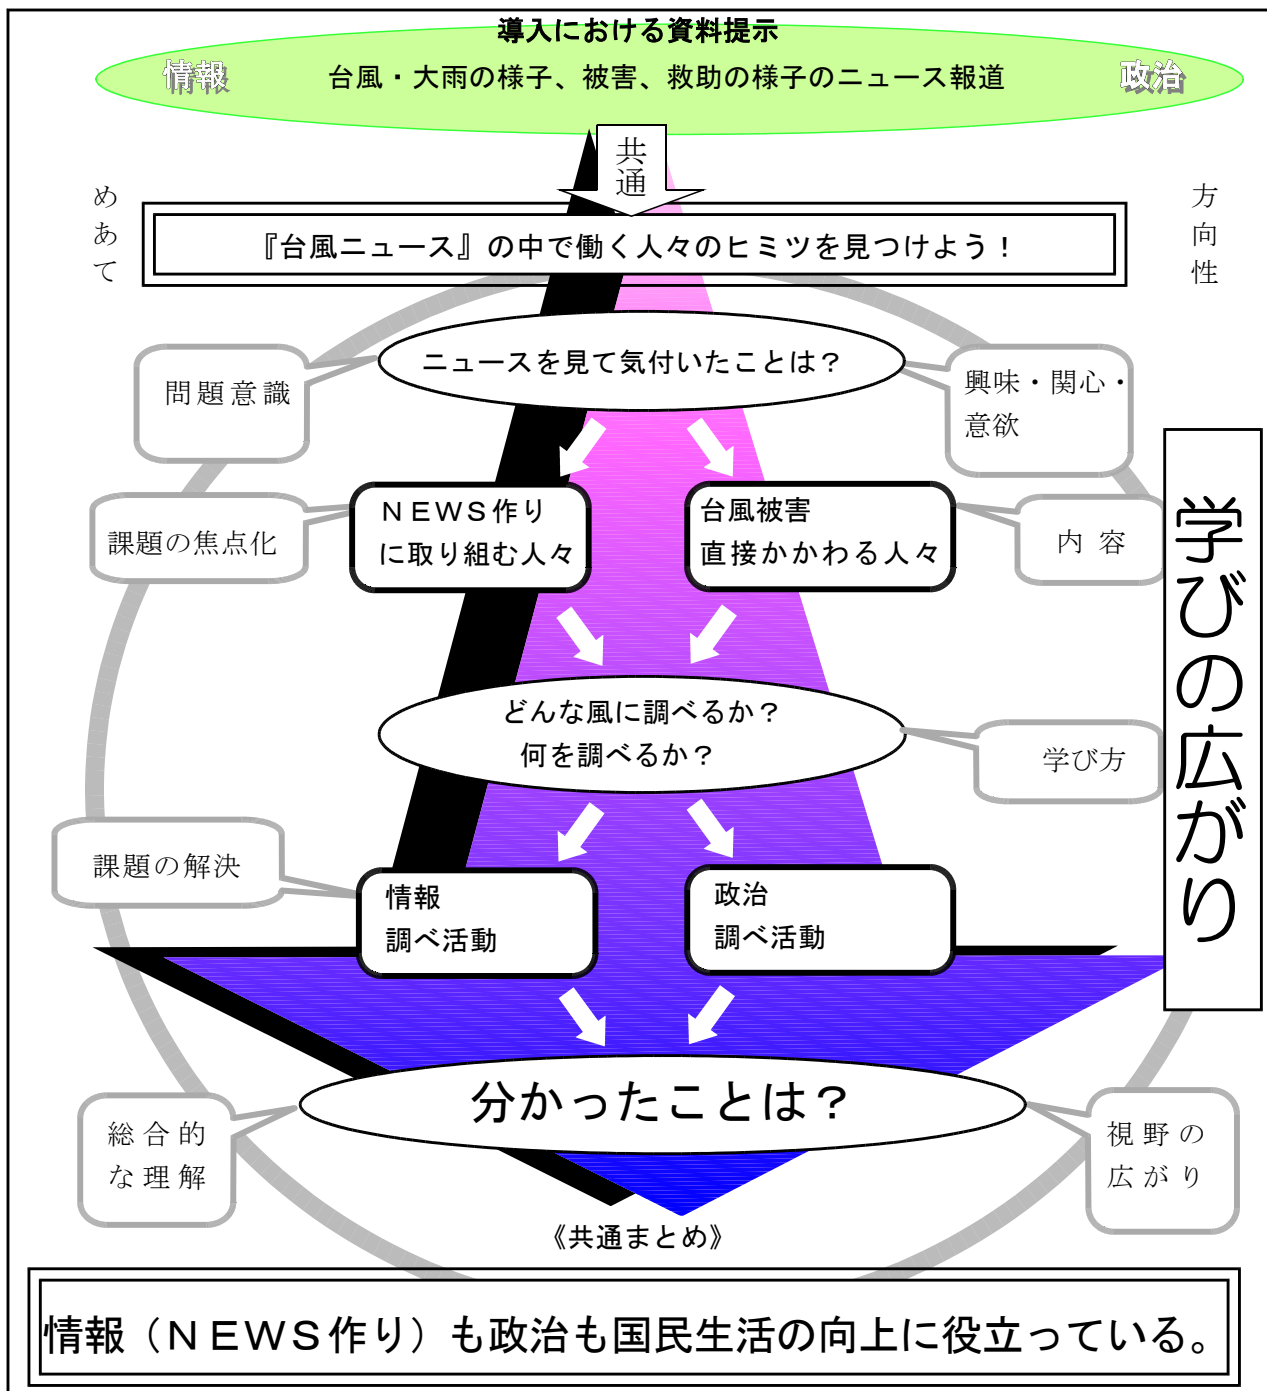 導入における資料提示
情報
台風・大雨の様子、被害、救助の様子のニュース報道
政治
共通
めあて
方向性
『台風ニュース』の中で働く人々のヒミツを見つけよう！
ニュースを見て気付いたことは？
問題意識
興味・関心・
意欲
ＮＥＷＳ作り
に取り組む人々
台風被害
直接かかわる人々
課題の焦点化
内容
学びの広がり
どんな風に調べるか？
何を調べるか？
学び方
課題の解決
情報
調べ活動
政治
調べ活動
分かったことは？
総合的
な理解
視野の
広がり
《共通まとめ》
情報（ＮＥＷＳ作り）も政治も国民生活の向上に役立っている。